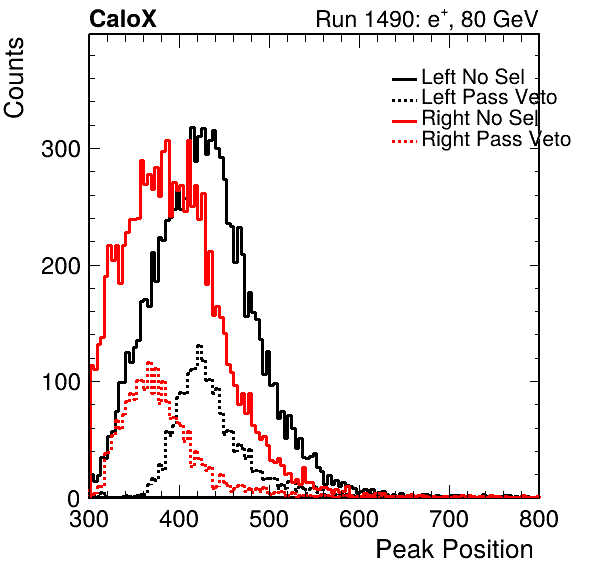 CaloX Run 1490: e+, 80 GeV
Counts
Left No Sel
Left Pass Veto
Right No Sel
Right Pass Veto
300
200
100
0
300 400 500 600 700 800
Peak Position